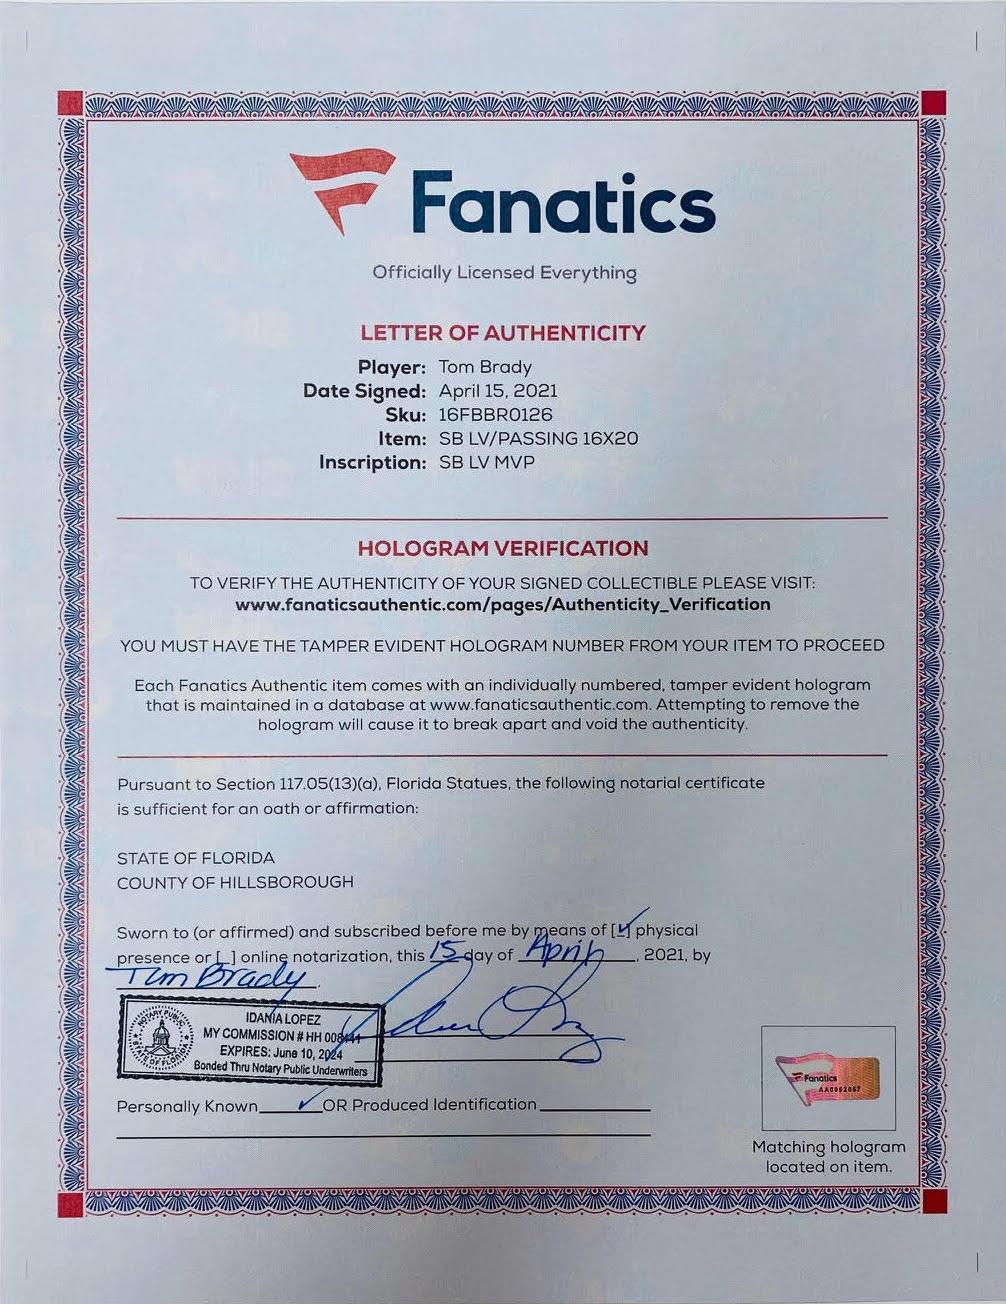 Fanatics
Officially Licensed Everything
LETTER OF AUTHENTICITY
Player: Tom Brady
Date Signed: April 15, 2021
Sku: 16FBBR0126
Item: SB LV/PASSING 16X20
Inscription: SB LV MVP
HOLOGRAM VERIFICATION
TO VERIFY THE AUTHENTICITY OF YOUR SIGNED COLLECTIBLE PLEASE VISIT:
www.fanaticsauthentic.com/pages/Authenticity_Verification
YOU MUST HAVE THE TAMPER EVIDENT HOLOGRAM NUMBER FROM YOUR ITEM TO PROCEED
Each Fanatics Authentic item comes with an individually numbered, tamper evident hologram
that is maintained in a database at www.fanaticsauthentic.com. Attempting to remove the
hologram will cause it to break apart and void the authenticity.
Pursuant to Section 117.05(13)(a), Florida Statues, the following notarial certificate
is sufficient for an oath or affirmation:
STATE OF FLORIDA
COUNTY OF HILLSBOROUGH
Sworn to (or affirmed) and subscribed before me by means of [✓] physical
presence or [_] online notarization, this 15 day of April, 2021, by
Tom Brady.
NOTARY PUBLIC
STATE OF FLORIDA
IDANIA LOPEZ
MY COMMISSION # HH
EXPIRES: June 10, 2024
Bonded Thru Notary Public Underwriters
Personally Known ✓ OR Produced Identification
Fanatics
Matching hologram
located on item.